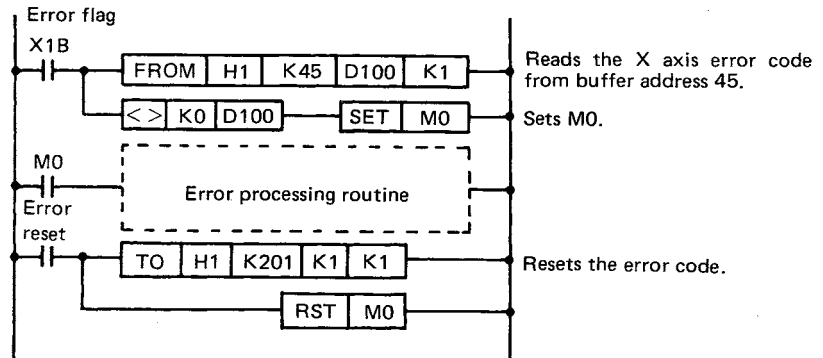 Error flag
X1B
FROM H1 K45 D100 K1
Reads the X axis error code
from buffer address 45.
<> K0 D100 SET M0
Sets M0.
M0
Error processing routine
Error
reset
TO H1 K201 K1 K1
Resets the error code.
RST M0